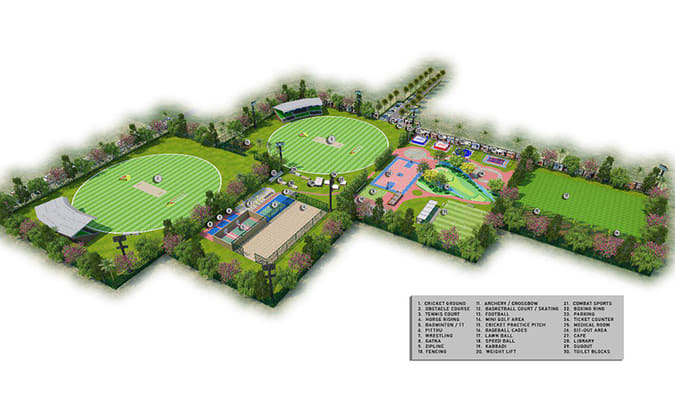 1. CRICKET GROUND
2. OBSTACLE COURSE
3. TENNIS COURT
4. HORSE RIDING
5. BADMINTON / TT
6. PITTHU
7. WRESTLING
8. GATKA
9. ZIPLINE
10. FENCING
11. ARCHERY / CROSSBOW
12. BASKETBALL COURT / SKATING
13. FOOTBALL
14. MINI GOLF AREA
15. CRICKET PRACTICE PITCH
16. BASEBALL CAGES
17. LAWN BALL
18. SPEED BALL
19. KABBADI
20. WEIGHT LIFT
21. COMBAT SPORTS
22. BOXING RING
23. PARKING
24. TICKET COUNTER
25. MEDICAL ROOM
26. SIT-OUT AREA
27. CAFE
28. LIBRARY
29. DUGOUT
30. TOILET BLOCKS